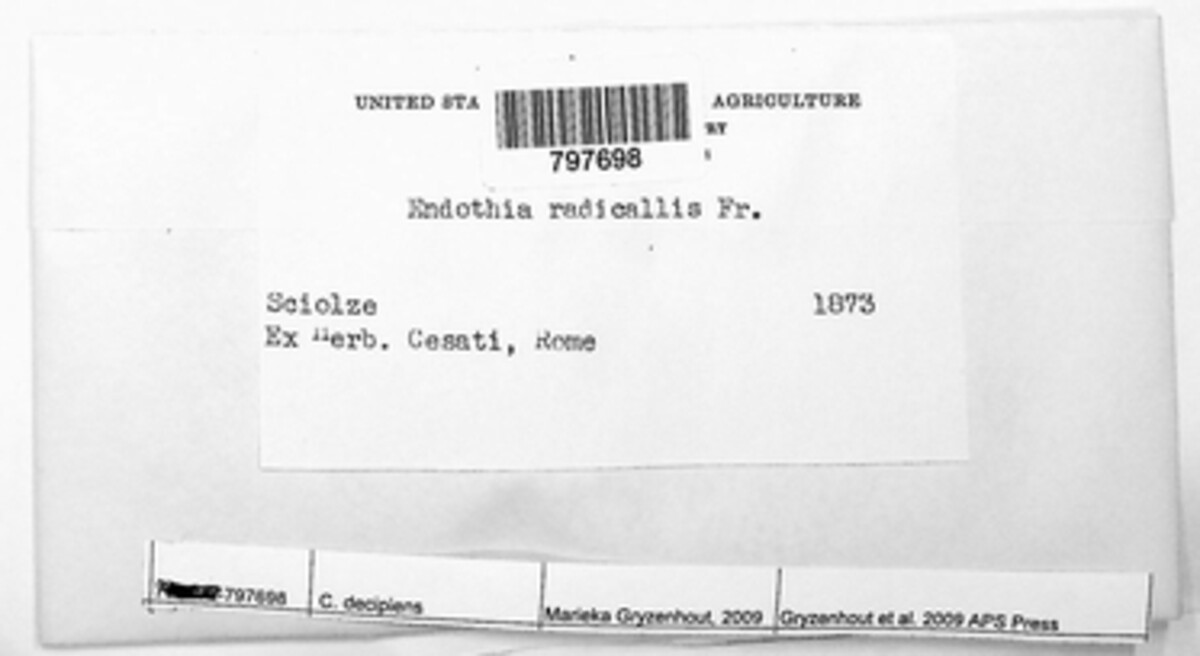 UNITED STA AGRICULTURE
RY
797698
Endothia radicallis Fr.
Sciolze 1873
Ex Herb. Cesati, Rome
-797698 C. decipiens Marieka Gryzenhout, 2009 Gryzenhout et al. 2009 APS Press